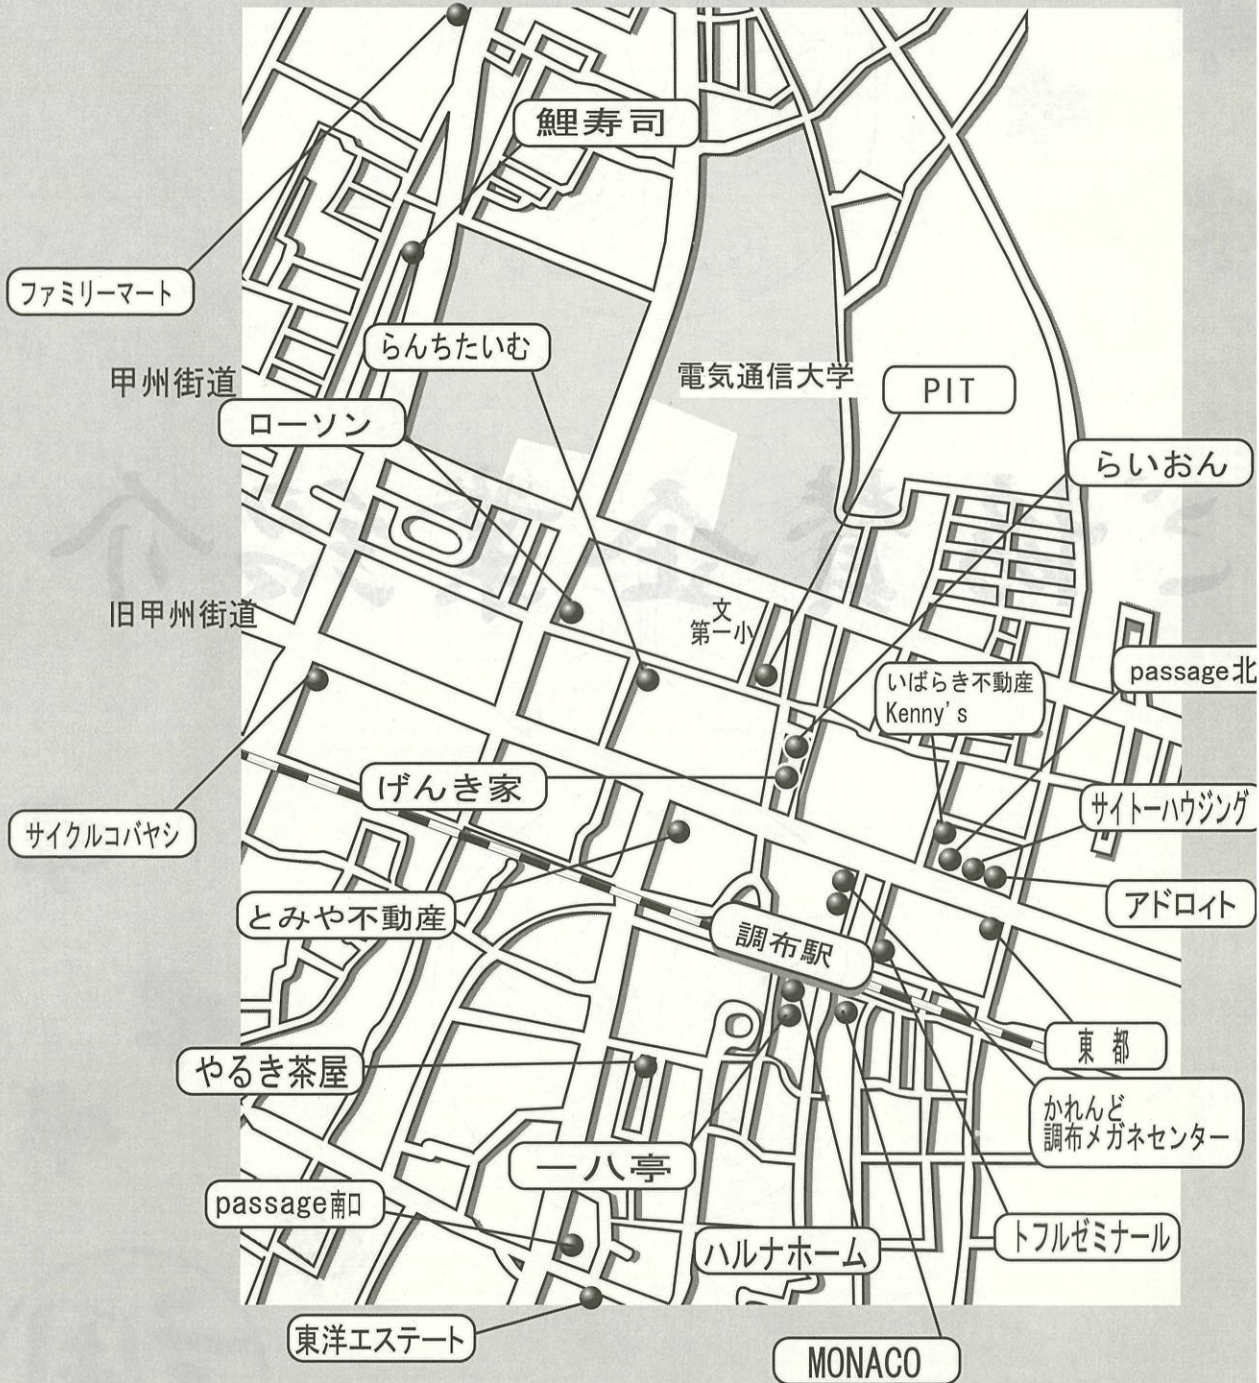 鯉寿司
ファミリーマート
らんちたいむ
甲州街道
電気通信大学
PIT
ローソン
らいおん
旧甲州街道
文
第一小
passage北
いばらき不動産
Kenny's
げんき家
サイトーハウジング
サイクルコバヤシ
とみや不動産
アドロイト
調布駅
東都
やるき茶屋
かれんど
調布メガネセンター
一八亭
passage南口
トフルゼミナール
ハルナホーム
東洋エステート
MONACO